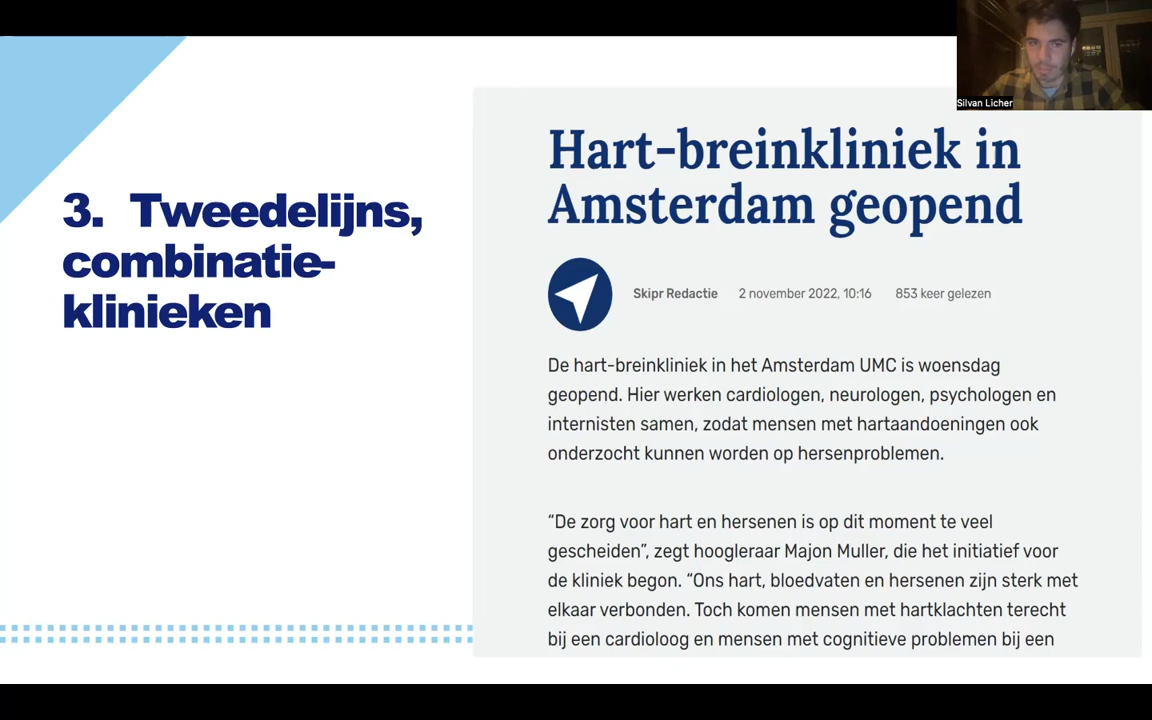 3. Tweedelijns,
combinatie-
klinieken
Hart-breinkliniek in
Amsterdam geopend
Skipr Redactie 2 november 2022, 10:16 853 keer gelezen
De hart-breinkliniek in het Amsterdam UMC is woensdag
geopend. Hier werken cardiologen, neurologen, psychologen en
internisten samen, zodat mensen met hartaandoeningen ook
onderzocht kunnen worden op hersenproblemen.
“De zorg voor hart en hersenen is op dit moment te veel
gescheiden”, zegt hoogleraar Majon Muller, die het initiatief voor
de kliniek begon. “Ons hart, bloedvaten en hersenen zijn sterk met
elkaar verbonden. Toch komen mensen met hartklachten terecht
bij een cardioloog en mensen met cognitieve problemen bij een
Silvan Licher